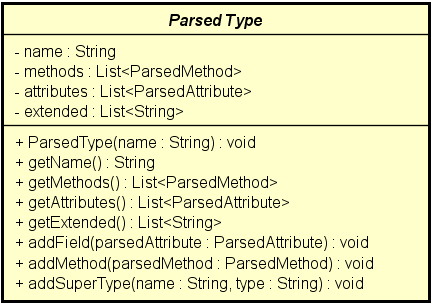 Parsed Type
- name : String
- methods : List<ParsedMethod>
- attributes : List<ParsedAttribute>
- extended : List<String>
+ ParsedType(name : String) : void
+ getName() : String
+ getMethods() : List<ParsedMethod>
+ getAttributes() : List<ParsedAttribute>
+ getExtended() : List<String>
+ addField(parsedAttribute : ParsedAttribute) : void
+ addMethod(parsedMethod : ParsedMethod) : void
+ addSuperType(name : String, type : String) : void